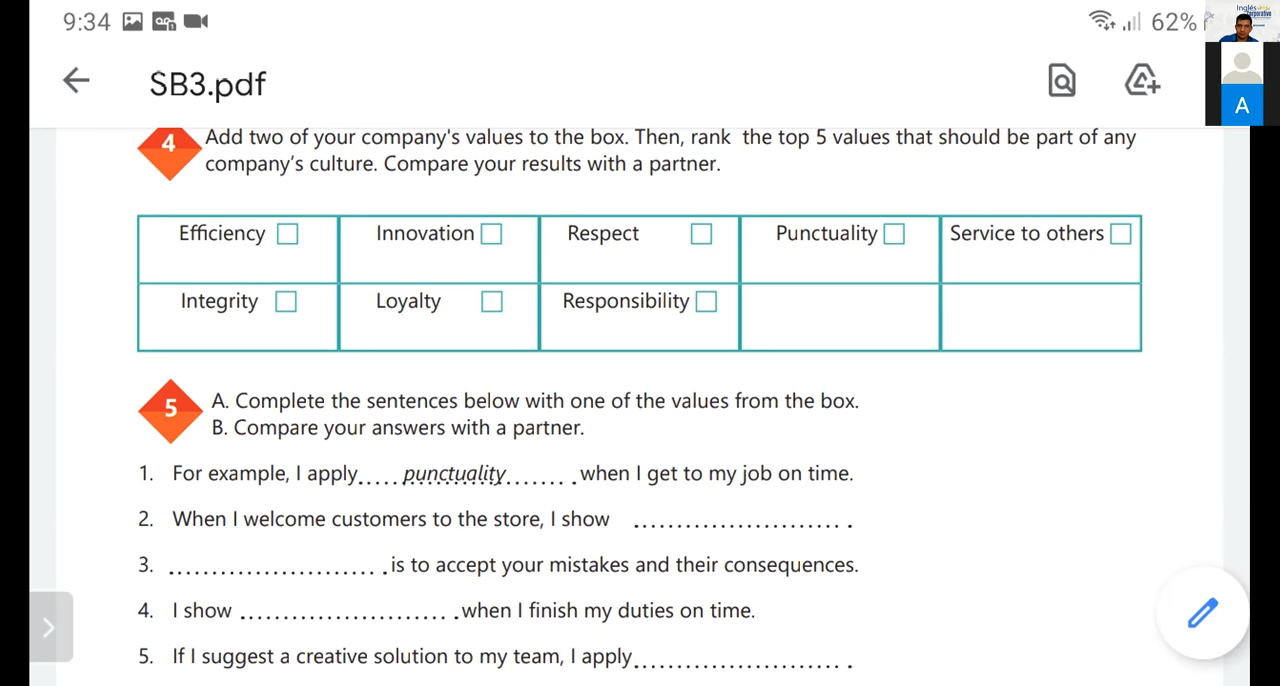 9:34
62%
Inglés
Corporativo
SB3.pdf
A
4 Add two of your company's values to the box. Then, rank the top 5 values that should be part of any
company's culture. Compare your results with a partner.
Efficiency Innovation Respect Punctuality Service to others
Integrity Loyalty Responsibility
5 A. Complete the sentences below with one of the values from the box.
B. Compare your answers with a partner.
1. For example, I apply.....punctuality....... .when I get to my job on time.
2. When I welcome customers to the store, I show ........................ .
3. ........................ .is to accept your mistakes and their consequences.
4. I show ........................ .when I finish my duties on time.
5. If I suggest a creative solution to my team, I apply........................ .